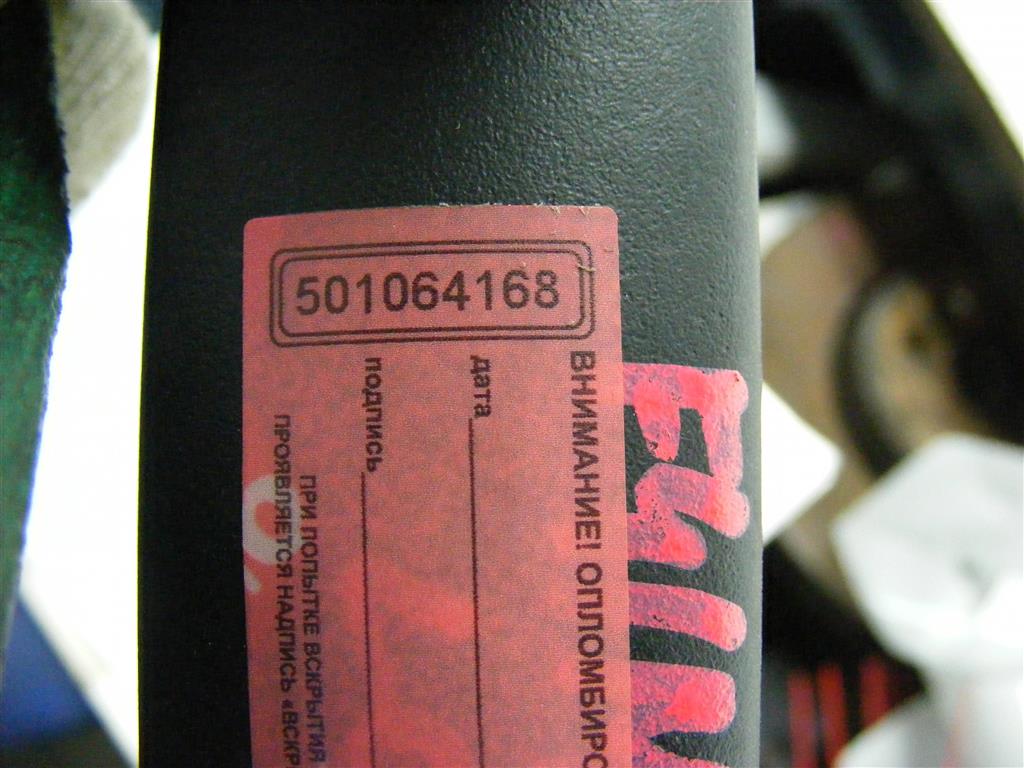 501064168
ВНИМАНИЕ! ОПЛОМБИРО
дата
подпись
ПРИ ПОПЫТКЕ ВСКРЫТИЯ
ПРОЯВЛЯЕТСЯ НАДПИСЬ «ВСКР